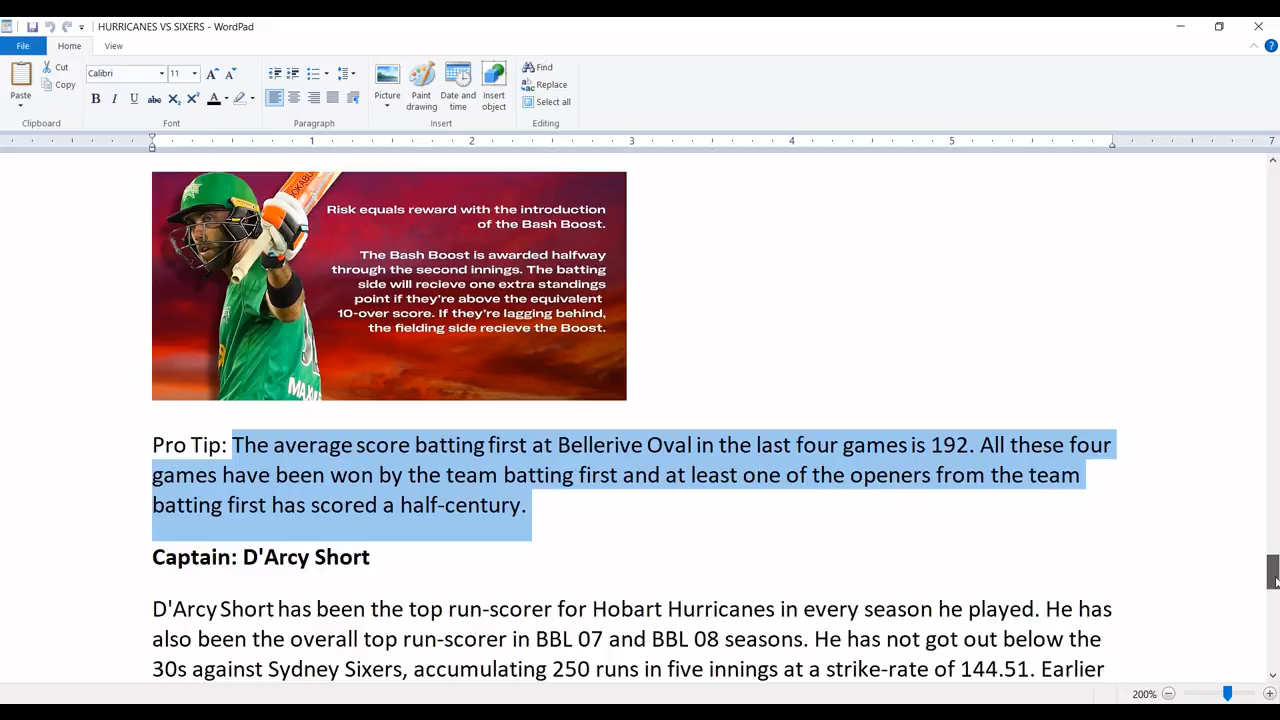 HURRICANES VS SIXERS - WordPad
File Home View
Cut
Copy
Paste
Clipboard
Calibri 11
B I U abc X₂ X² A
Font
Paragraph
Picture
Paint drawing
Date and time
Insert object
Insert
Find
Replace
Select all
Editing
1 2 3 4 5 7
Risk equals reward with the introduction
of the Bash Boost.
The Bash Boost is awarded halfway
through the second innings. The batting
side will recieve one extra standings
point if they're above the equivalent
10-over score. If they're lagging behind,
the fielding side recieve the Boost.
Pro Tip: The average score batting first at Bellerive Oval in the last four games is 192. All these four
games have been won by the team batting first and at least one of the openers from the team
batting first has scored a half-century.
Captain: D'Arcy Short
D'Arcy Short has been the top run-scorer for Hobart Hurricanes in every season he played. He has
also been the overall top run-scorer in BBL 07 and BBL 08 seasons. He has not got out below the
30s against Sydney Sixers, accumulating 250 runs in five innings at a strike-rate of 144.51. Earlier
200%